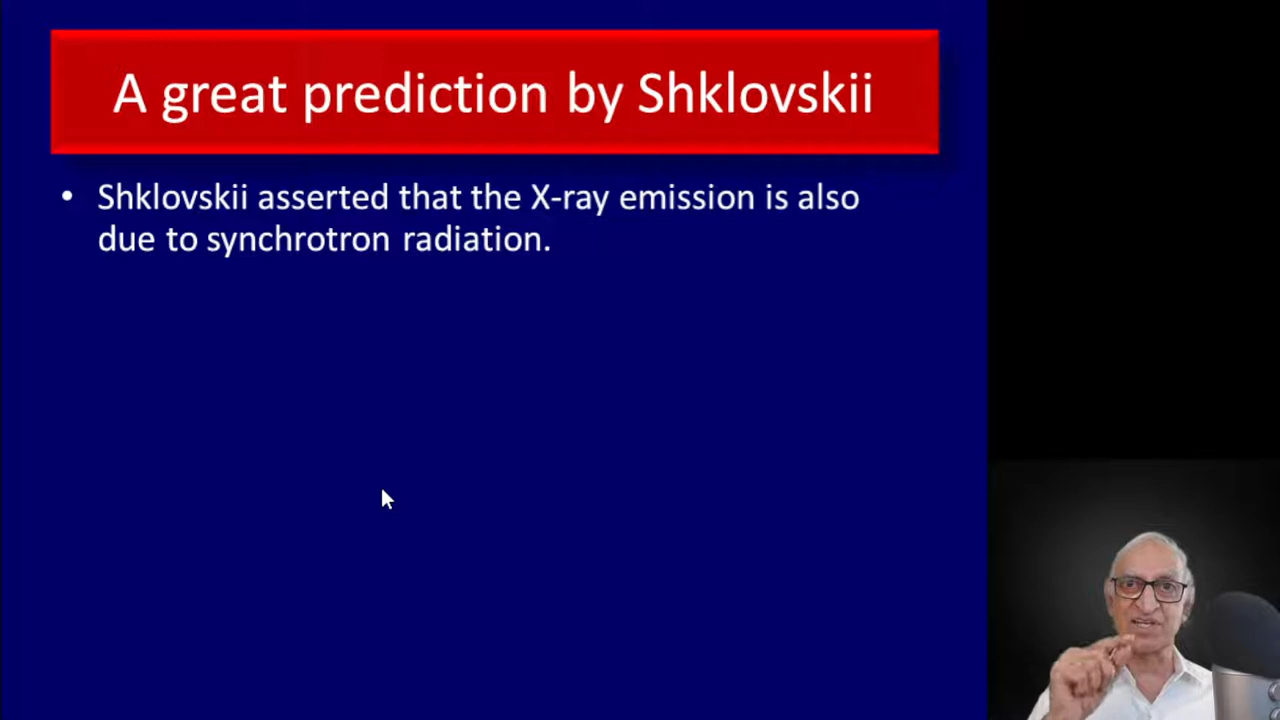 A great prediction by Shklovskii
• Shklovskii asserted that the X-ray emission is also
due to synchrotron radiation.